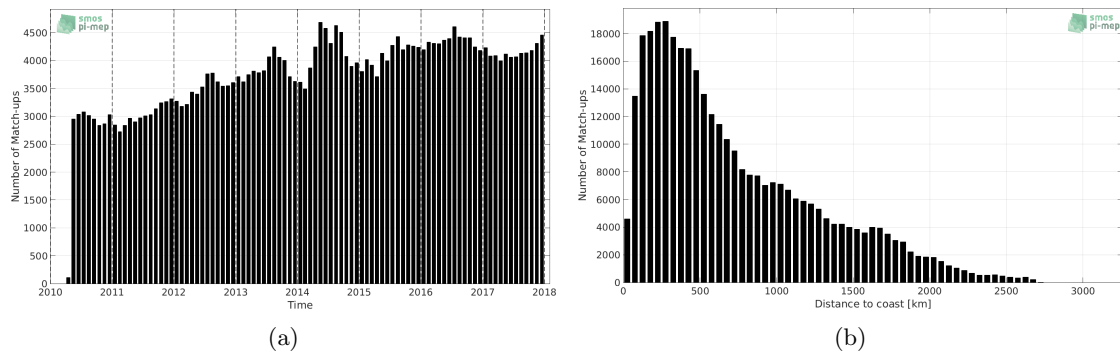 smos
pi-mep
4500
4000
3500
3000
2500
2000
1500
1000
500
0
Number of Match-ups
2010 2011 2012 2013 2014 2015 2016 2017 2018
Time
(a)
smos
pi-mep
18000
16000
14000
12000
10000
8000
6000
4000
2000
0
Number of Match-ups
0 500 1000 1500 2000 2500 3000
Distance to coast [km]
(b)